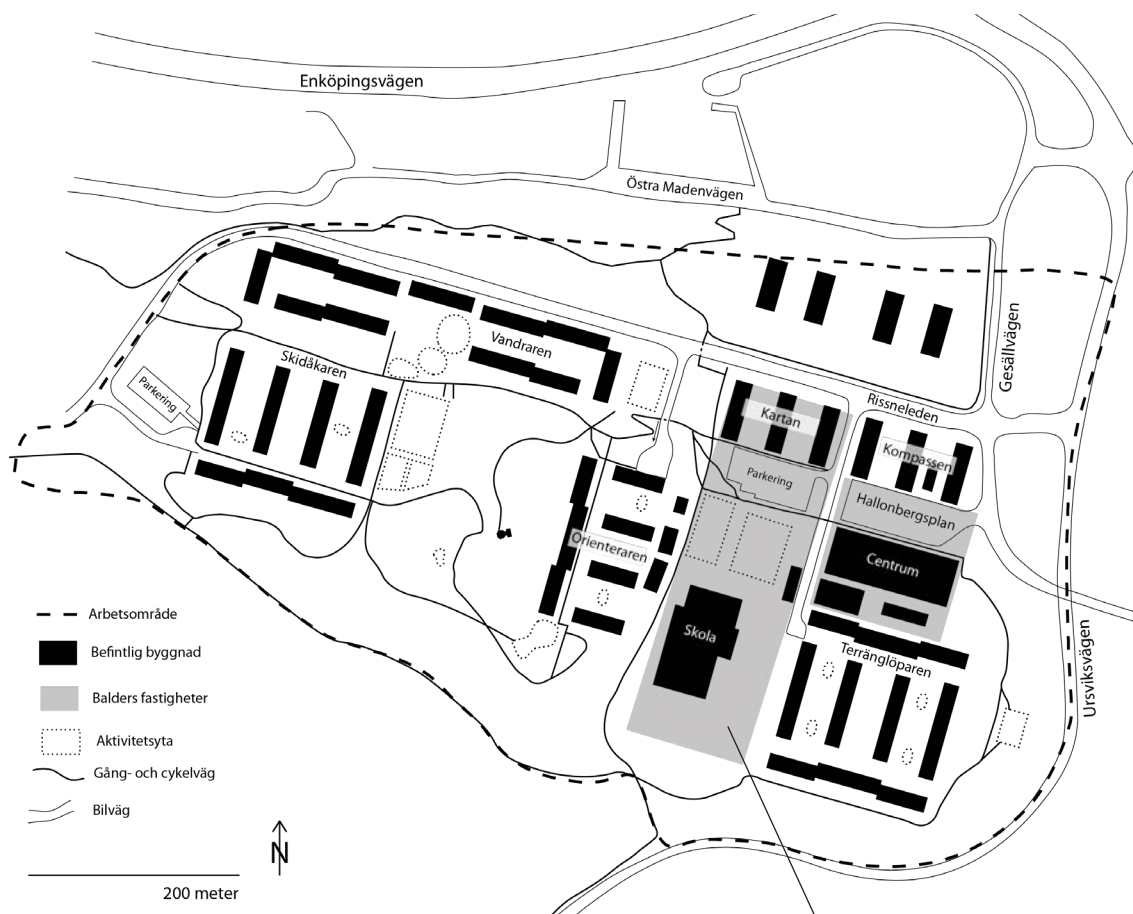 Enköpingsvägen
Östra Madenvägen
Gesällvägen
Vandraren
Skidåkaren
Parkering
Rissneleden
Kartan
Kompassen
Parkering
Hallonbergsplan
Orienteraren
Centrum
Skola
Terränglöparen
Ursviksvägen
Arbetsområde
Befintlig byggnad
Balders fastigheter
Aktivitetsyta
Gång- och cykelväg
Bilväg
N
200 meter